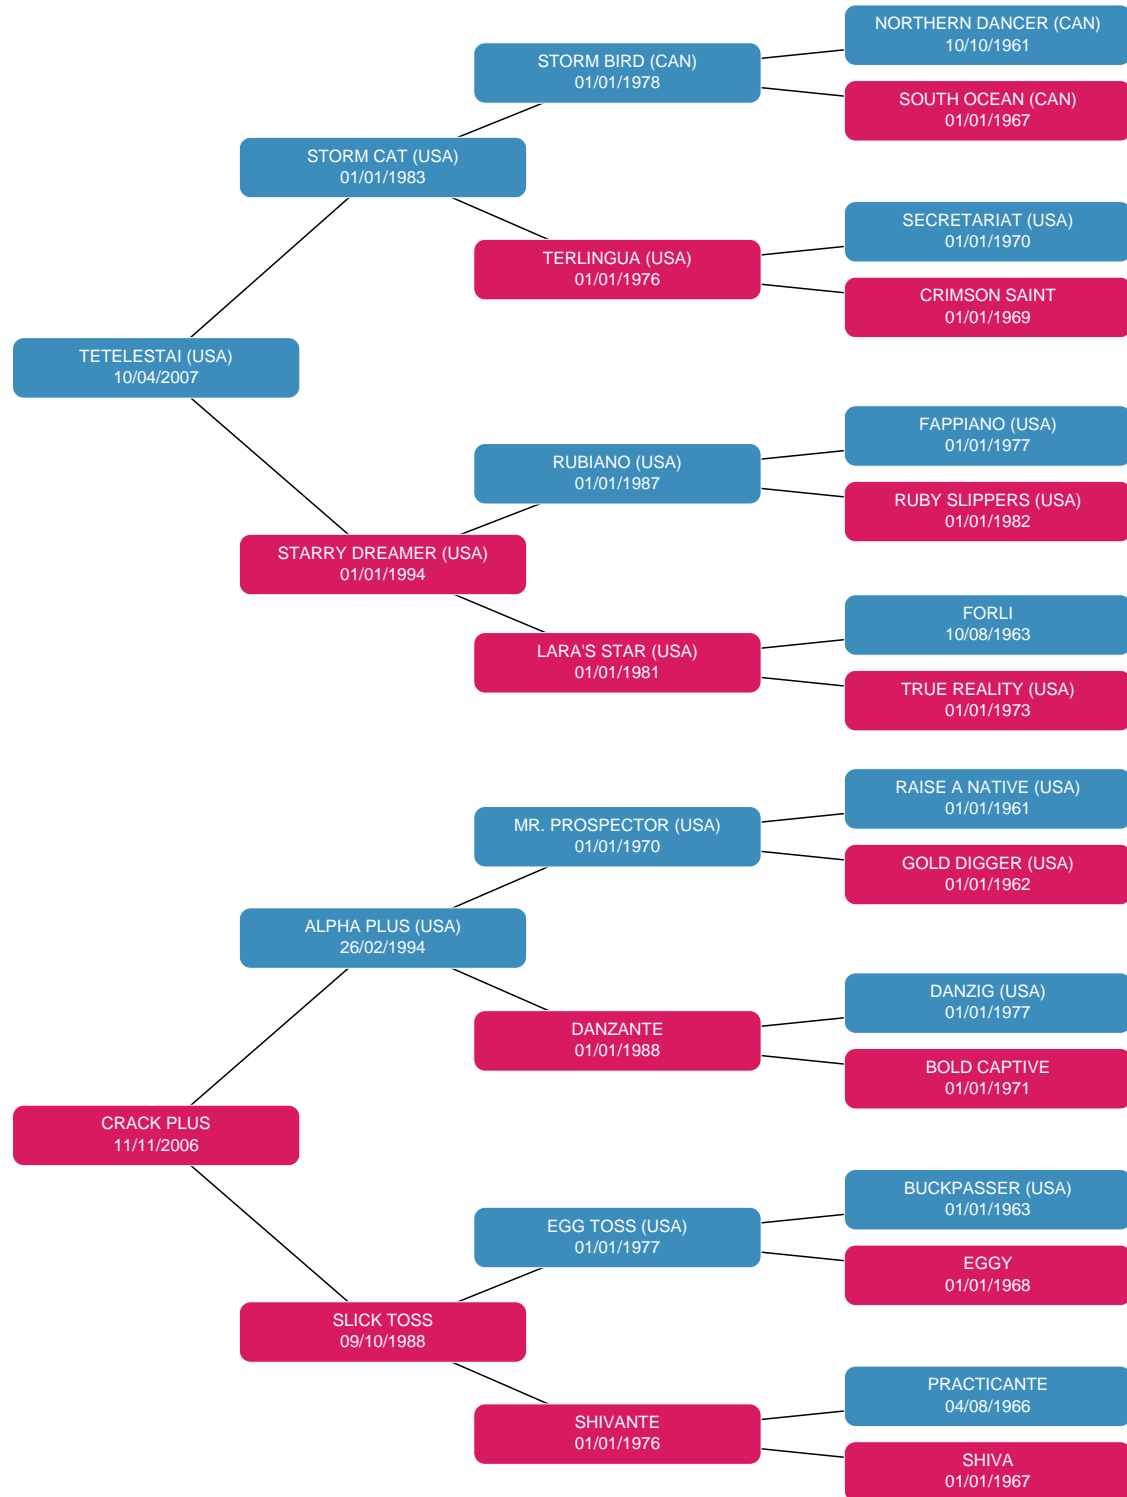 NORTHERN DANCER (CAN)
10/10/1961
STORM BIRD (CAN)
01/01/1978
SOUTH OCEAN (CAN)
01/01/1967
STORM CAT (USA)
01/01/1983
SECRETARIAT (USA)
01/01/1970
TERLINGUA (USA)
01/01/1976
CRIMSON SAINT
01/01/1969
TETELESTAI (USA)
10/04/2007
FAPPIANO (USA)
01/01/1977
RUBIANO (USA)
01/01/1987
RUBY SLIPPERS (USA)
01/01/1982
STARRY DREAMER (USA)
01/01/1994
FORLI
10/08/1963
LARA'S STAR (USA)
01/01/1981
TRUE REALITY (USA)
01/01/1973
RAISE A NATIVE (USA)
01/01/1961
MR. PROSPECTOR (USA)
01/01/1970
GOLD DIGGER (USA)
01/01/1962
ALPHA PLUS (USA)
26/02/1994
DANZIG (USA)
01/01/1977
DANZANTE
01/01/1988
BOLD CAPTIVE
01/01/1971
CRACK PLUS
11/11/2006
BUCKPASSER (USA)
01/01/1963
EGG TOSS (USA)
01/01/1977
EGGY
01/01/1968
SLICK TOSS
09/10/1988
PRACTICANTE
04/08/1966
SHIVANTE
01/01/1976
SHIVA
01/01/1967